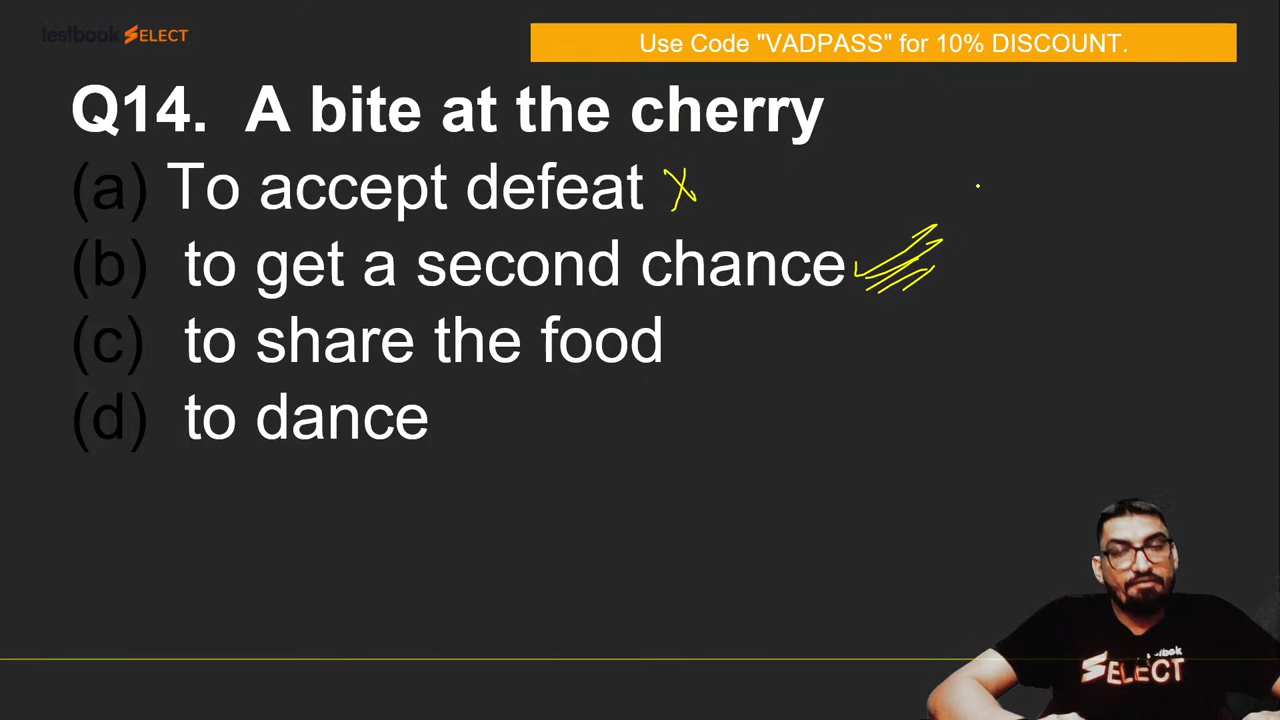 testbook SELECT
Use Code "VADPASS" for 10% DISCOUNT.
Q14. A bite at the cherry
(a) To accept defeat
(b) to get a second chance
(c) to share the food
(d) to dance
testbook
SELECT